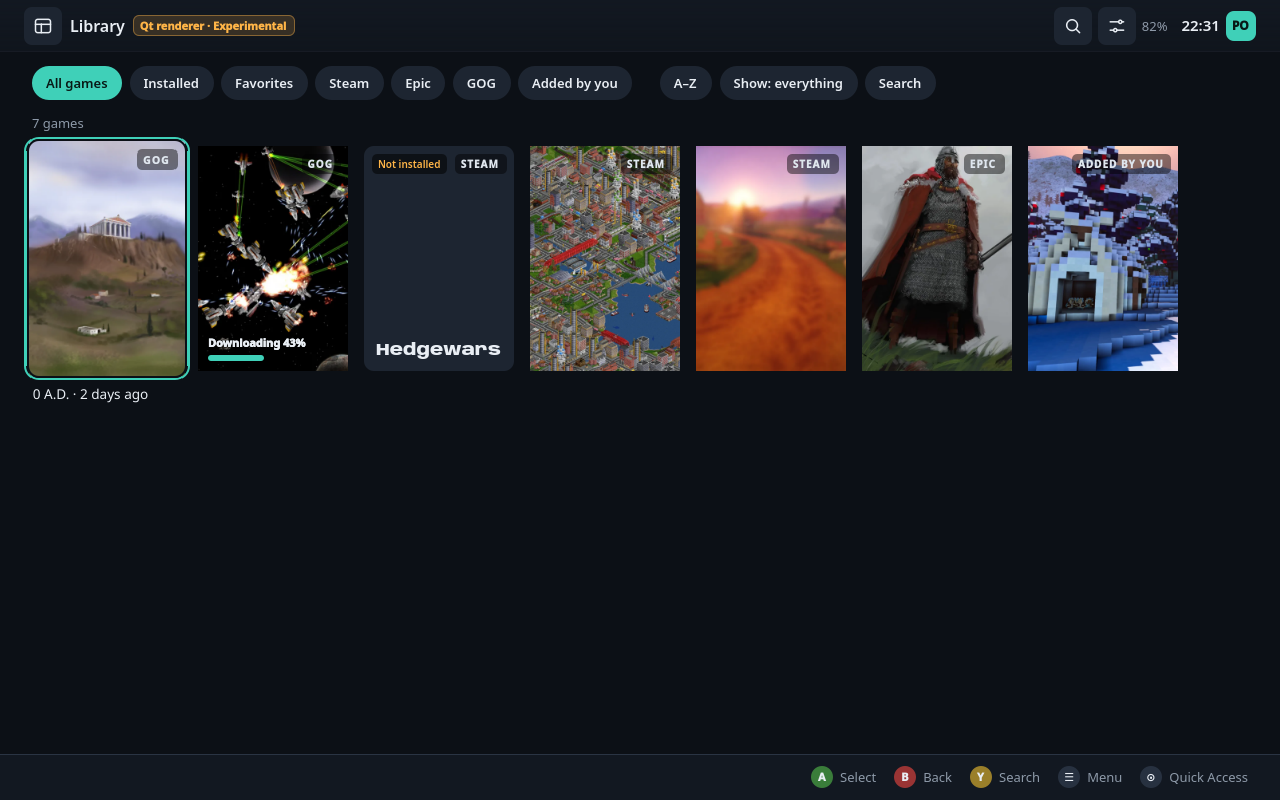 Library
Qt renderer · Experimental
82%
22:31
PO
All games
Installed
Favorites
Steam
Epic
GOG
Added by you
A–Z
Show: everything
Search
7 games
GOG
GOG
Downloading 43%
Not installed
STEAM
Hedgewars
STEAM
STEAM
EPIC
ADDED BY YOU
0 A.D. · 2 days ago
A Select
B Back
Y Search
Menu
Quick Access